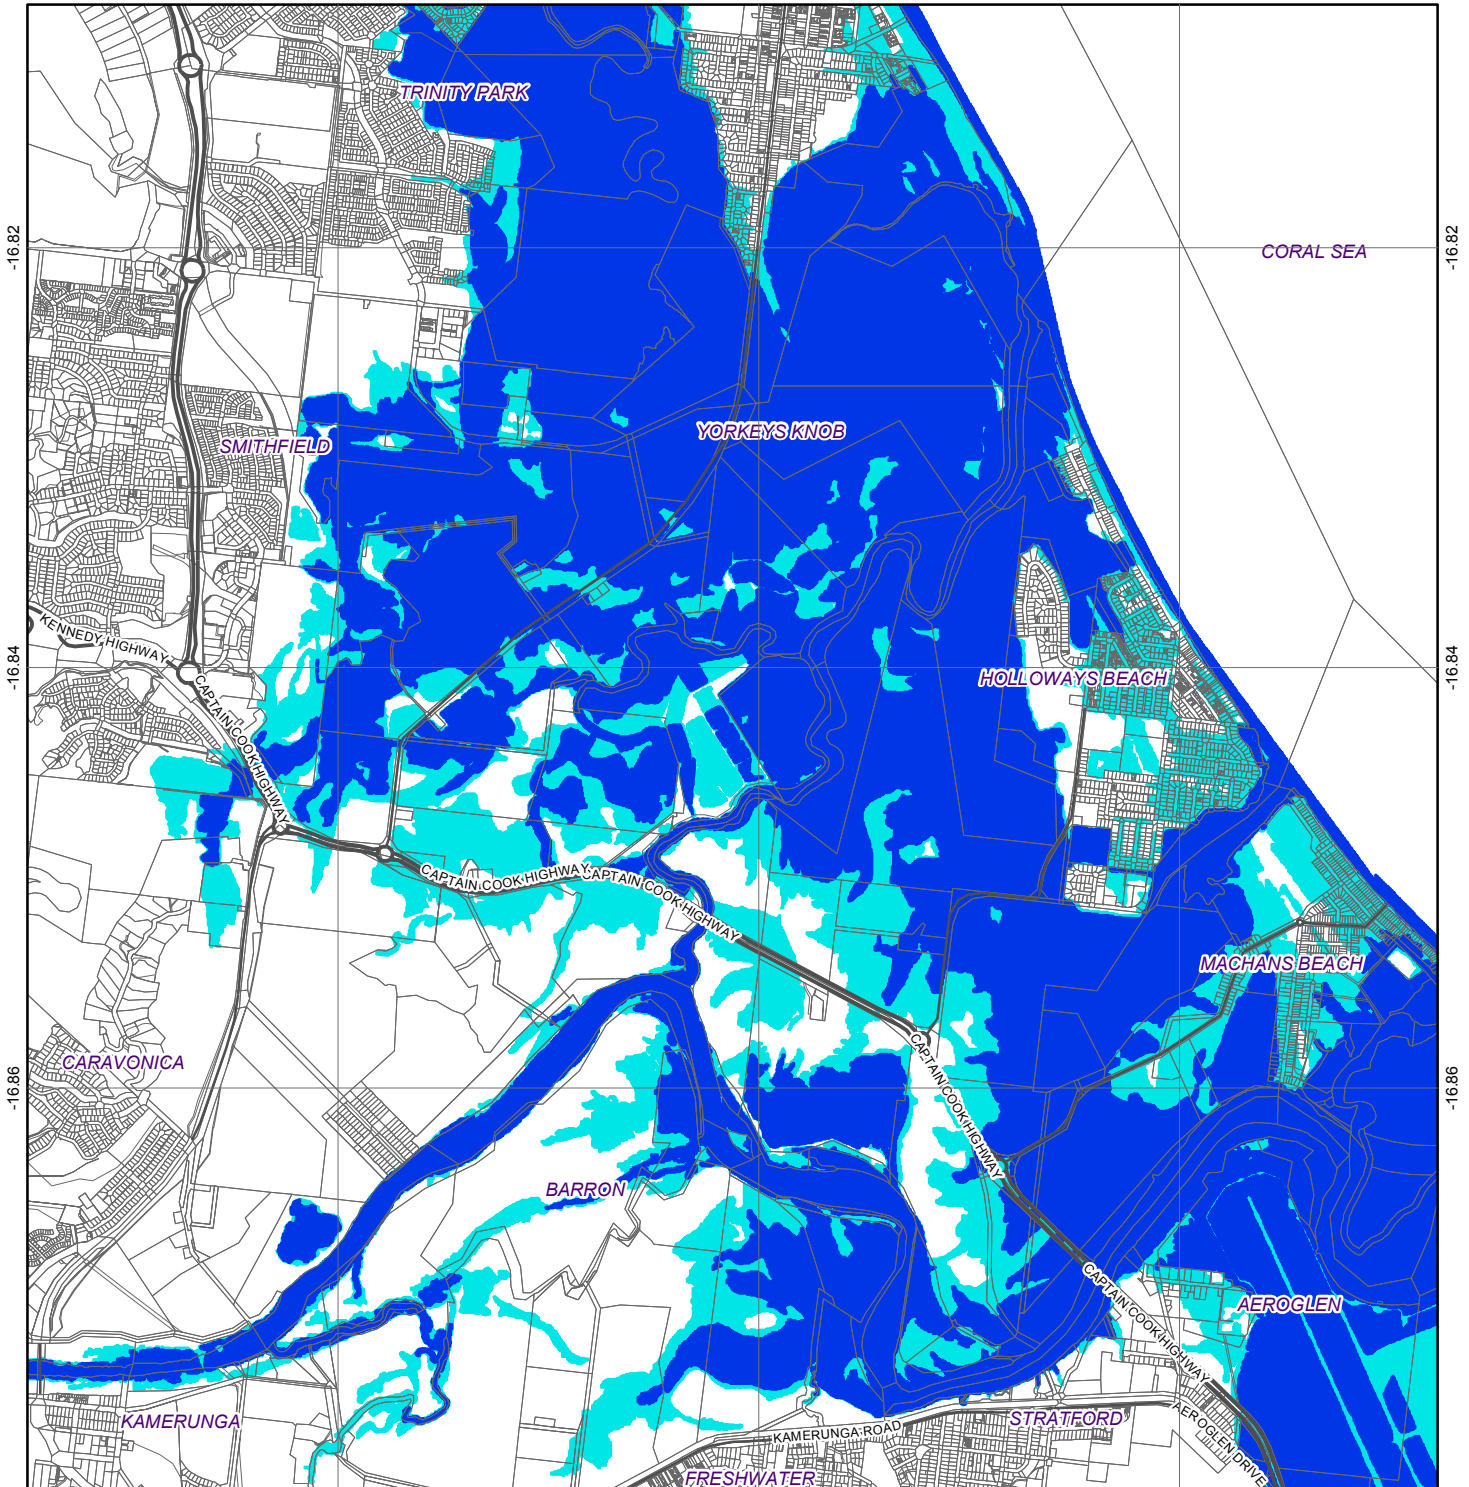 TRINITY PARK
-16.82
-16.82
CORAL SEA
YORKEYS KNOB
SMITHFIELD
KENNEDY HIGHWAY
-16.84
-16.84
HOLLOWAYS BEACH
CAPTAIN COOK HIGHWAY
CAPTAIN COOK HIGHWAY
CAPTAIN COOK HIGHWAY
MACHANS BEACH
CARAVONICA
CAPTAIN COOK HIGHWAY
-16.86
-16.86
BARRON
CAPTAIN COOK HIGHWAY
AEROGLEN
KAMERUNGA
STRATFORD
KAMERUNGA ROAD
AEROGLEN DRIVE
FRESHWATER